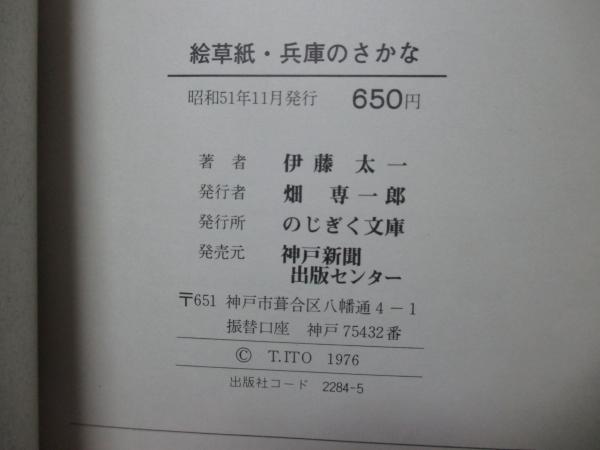 絵草紙・兵庫のさかな
昭和51年11月発行 650円
著者 伊藤太一
発行者 畑専一郎
発行所 のじぎく文庫
発売元 神戸新聞
出版センター
〒651 神戸市葺合区八幡通4-1
振替口座 神戸75432番
© T.ITO 1976
出版社コード 2284-5